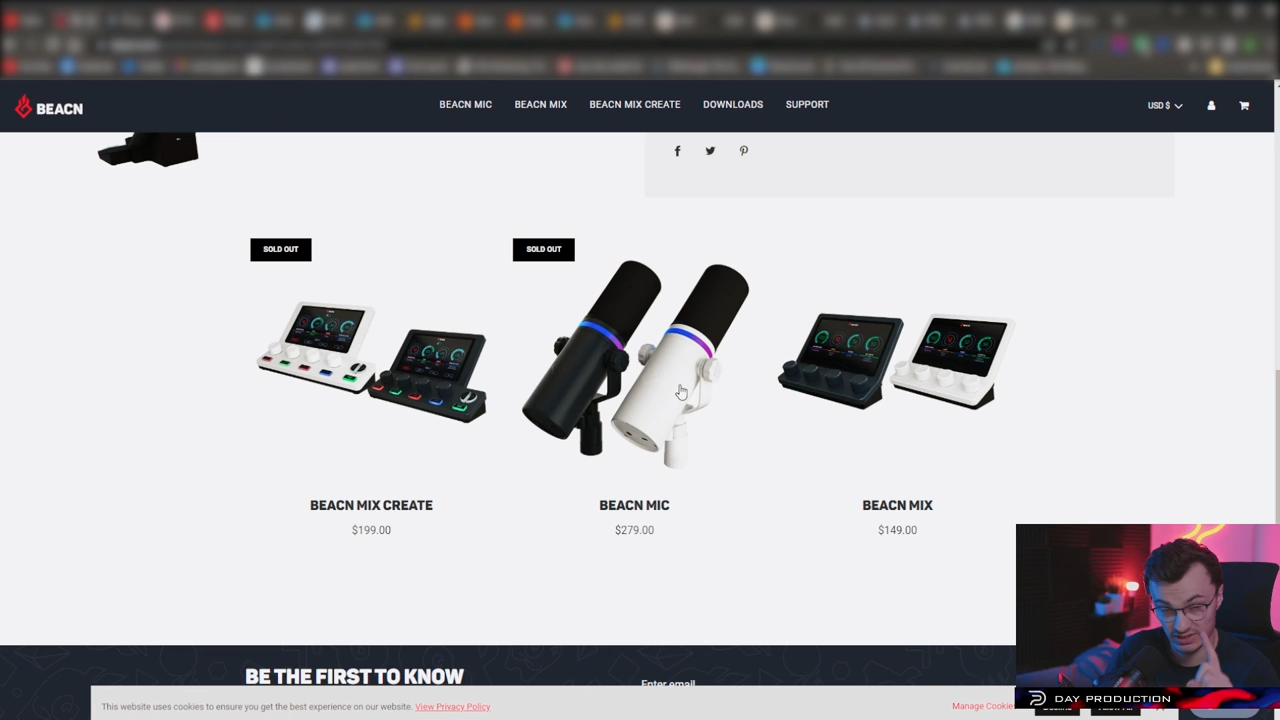 BEACN
BEACN MIC
BEACN MIX
BEACN MIX CREATE
DOWNLOADS
SUPPORT
USD $
SOLD OUT
SOLD OUT
BEACN MIX CREATE
$199.00
BEACN MIC
$279.00
BEACN MIX
$149.00
BE THE FIRST TO KNOW
Enter email
This website uses cookies to ensure you get the best experience on our website. View Privacy Policy
Manage Cookies
DAY PRODUCTION